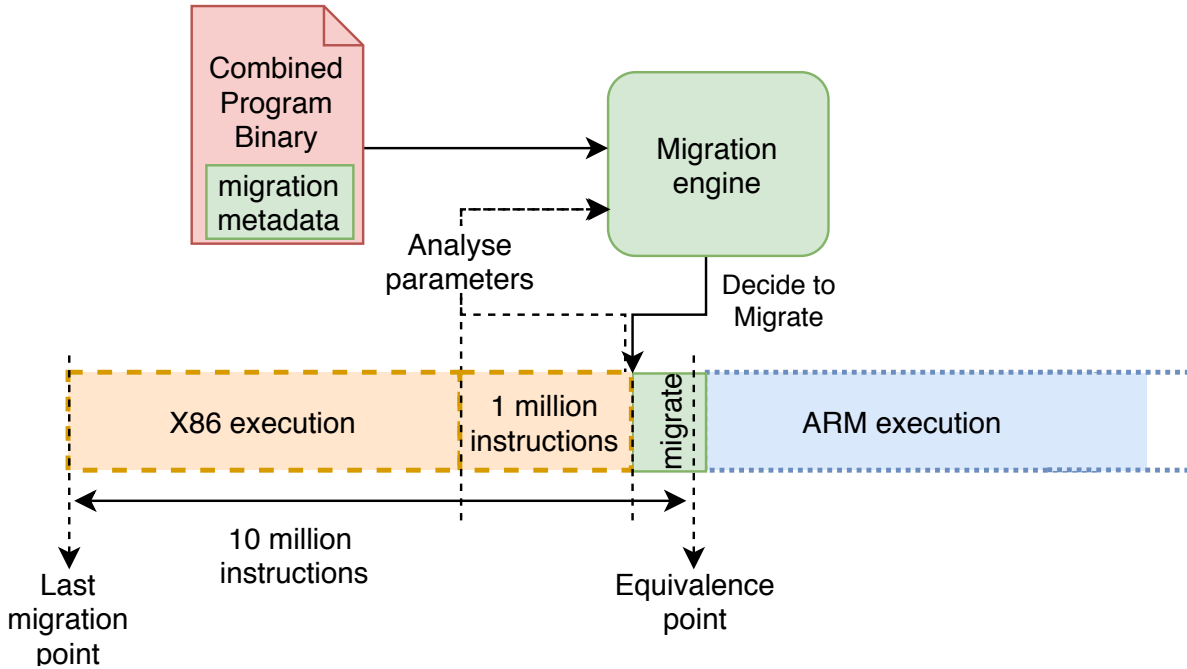 Combined
Program
Binary
migration
metadata
Migration
engine
Analyse
parameters
Decide to
Migrate
X86 execution
1 million
instructions
migrate
ARM execution
10 million
instructions
Last
migration
point
Equivalence
point